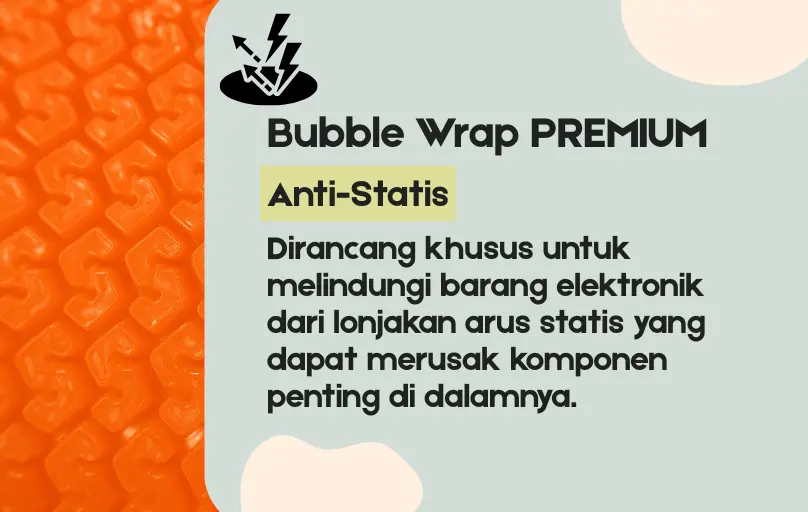 Bubble Wrap PREMIUM
Anti-Statis
Dirancang khusus untuk
melindungi barang elektronik
dari lonjakan arus statis yang
dapat merusak komponen
penting di dalamnya.